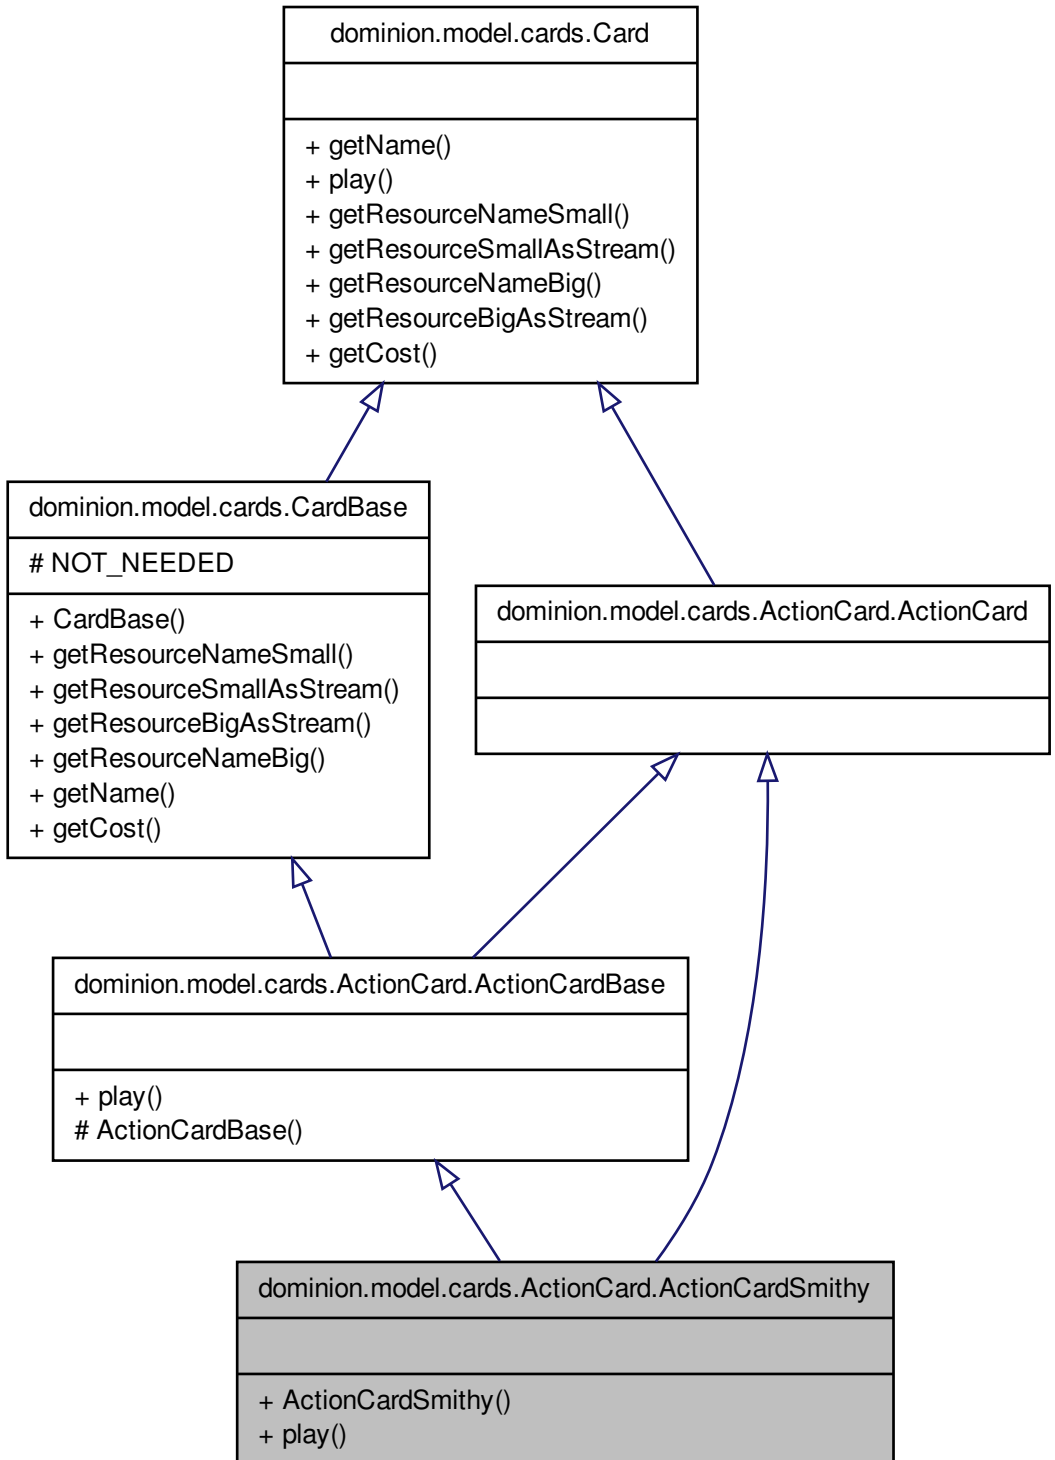 dominion.model.cards.Card
+ getName()
+ play()
+ getResourceNameSmall()
+ getResourceSmallAsStream()
+ getResourceNameBig()
+ getResourceBigAsStream()
+ getCost()
dominion.model.cards.CardBase
# NOT_NEEDED
+ CardBase()
+ getResourceNameSmall()
+ getResourceSmallAsStream()
+ getResourceBigAsStream()
+ getResourceNameBig()
+ getName()
+ getCost()
dominion.model.cards.ActionCard.ActionCard
dominion.model.cards.ActionCard.ActionCardBase
+ play()
# ActionCardBase()
dominion.model.cards.ActionCard.ActionCardSmithy
+ ActionCardSmithy()
+ play()